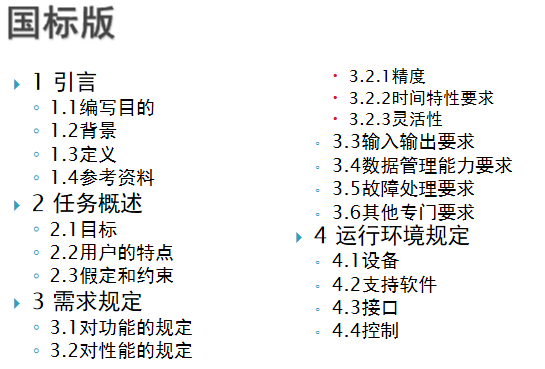 国标版
1 引言
1.1编写目的
1.2背景
1.3定义
1.4参考资料
2 任务概述
2.1目标
2.2用户的特点
2.3假定和约束
3 需求规定
3.1对功能的规定
3.2对性能的规定
3.2.1精度
3.2.2时间特性要求
3.2.3灵活性
3.3输入输出要求
3.4数据管理能力要求
3.5故障处理要求
3.6其他专门要求
4 运行环境规定
4.1设备
4.2支持软件
4.3接口
4.4控制